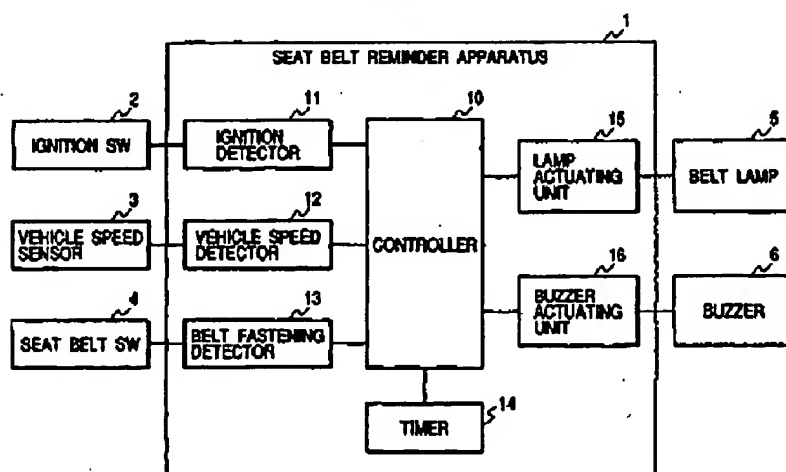 1
SEAT BELT REMINDER APPARATUS
2
11
10
15
5
IGNITION SW
IGNITION
DETECTOR
LAMP
ACTUATING
UNIT
BELT LAMP
3
12
VEHICLE SPEED
SENSOR
VEHICLE SPEED
DETECTOR
CONTROLLER
4
13
16
6
SEAT BELT SW
BELT FASTENING
DETECTOR
BUZZER
ACTUATING
UNIT
BUZZER
TIMER
14